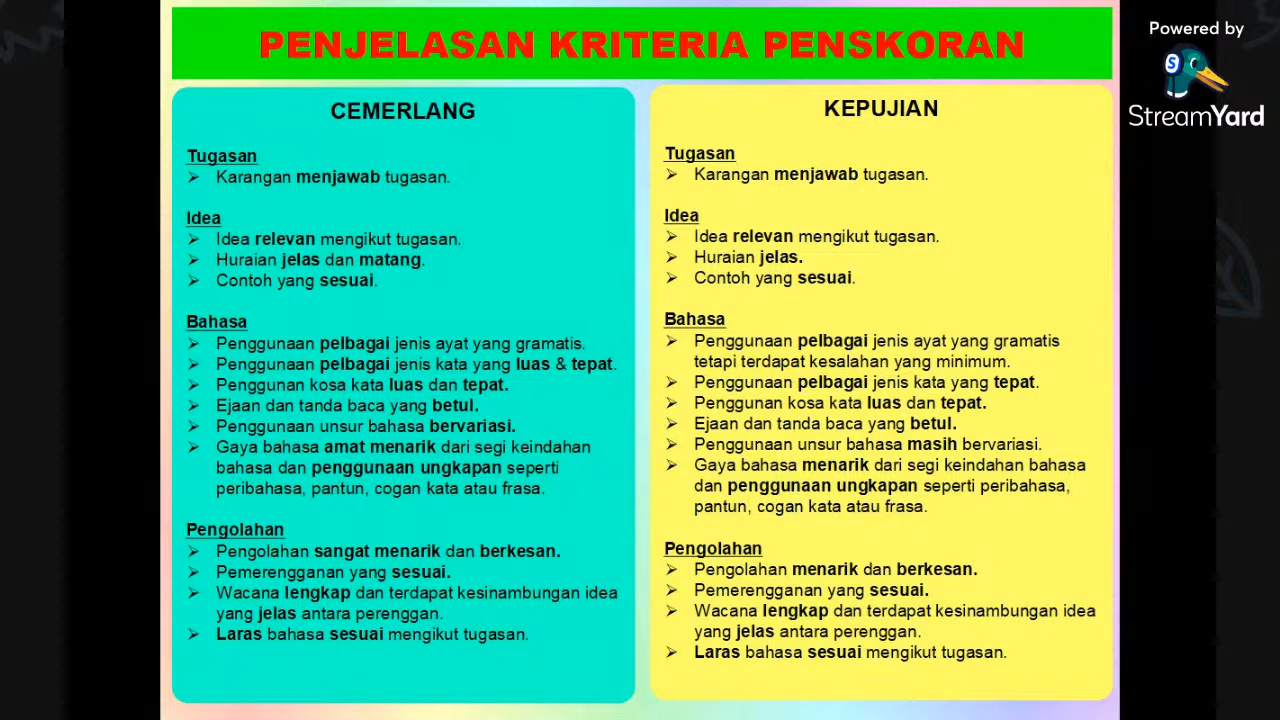 PENJELASAN KRITERIA PENSKORAN
CEMERLANG
Tugasan
➢ Karangan menjawab tugasan.
Idea
➢ Idea relevan mengikut tugasan.
➢ Huraian jelas dan matang.
➢ Contoh yang sesuai.
Bahasa
➢ Penggunaan pelbagai jenis ayat yang gramatis.
➢ Penggunaan pelbagai jenis kata yang luas & tepat.
➢ Penggunan kosa kata luas dan tepat.
➢ Ejaan dan tanda baca yang betul.
➢ Penggunaan unsur bahasa bervariasi.
➢ Gaya bahasa amat menarik dari segi keindahan
bahasa dan penggunaan ungkapan seperti
peribahasa, pantun, cogan kata atau frasa.
Pengolahan
➢ Pengolahan sangat menarik dan berkesan.
➢ Pemerengganan yang sesuai.
➢ Wacana lengkap dan terdapat kesinambungan idea
yang jelas antara perenggan.
➢ Laras bahasa sesuai mengikut tugasan.
KEPUJIAN
Tugasan
➢ Karangan menjawab tugasan.
Idea
➢ Idea relevan mengikut tugasan.
➢ Huraian jelas.
➢ Contoh yang sesuai.
Bahasa
➢ Penggunaan pelbagai jenis ayat yang gramatis
tetapi terdapat kesalahan yang minimum.
➢ Penggunaan pelbagai jenis kata yang tepat.
➢ Penggunan kosa kata luas dan tepat.
➢ Ejaan dan tanda baca yang betul.
➢ Penggunaan unsur bahasa masih bervariasi.
➢ Gaya bahasa menarik dari segi keindahan bahasa
dan penggunaan ungkapan seperti peribahasa,
pantun, cogan kata atau frasa.
Pengolahan
➢ Pengolahan menarik dan berkesan.
➢ Pemerengganan yang sesuai.
➢ Wacana lengkap dan terdapat kesinambungan idea
yang jelas antara perenggan.
➢ Laras bahasa sesuai mengikut tugasan.
Powered by
S
StreamYard